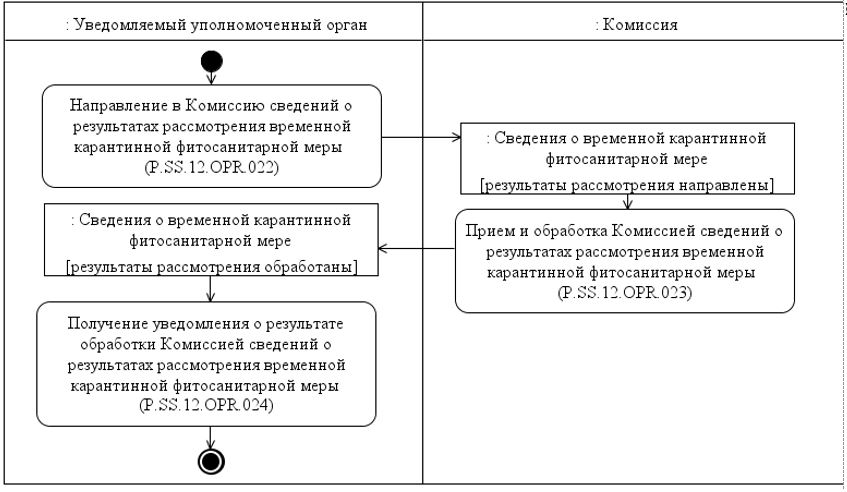 : Уведомляемый уполномоченный орган
: Комиссия
Направление в Комиссию сведений о
результатах рассмотрения временной
карантинной фитосанитарной меры
(P.SS.12.OPR.022)
: Сведения о временной карантинной
фитосанитарной мере
[результаты рассмотрения направлены]
Прием и обработка Комиссией сведений о
результатах рассмотрения временной
карантинной фитосанитарной меры
(P.SS.12.OPR.023)
: Сведения о временной карантинной
фитосанитарной мере
[результаты рассмотрения обработаны]
Получение уведомления о результате
обработки Комиссией сведений о
результатах рассмотрения временной
карантинной фитосанитарной меры
(P.SS.12.OPR.024)